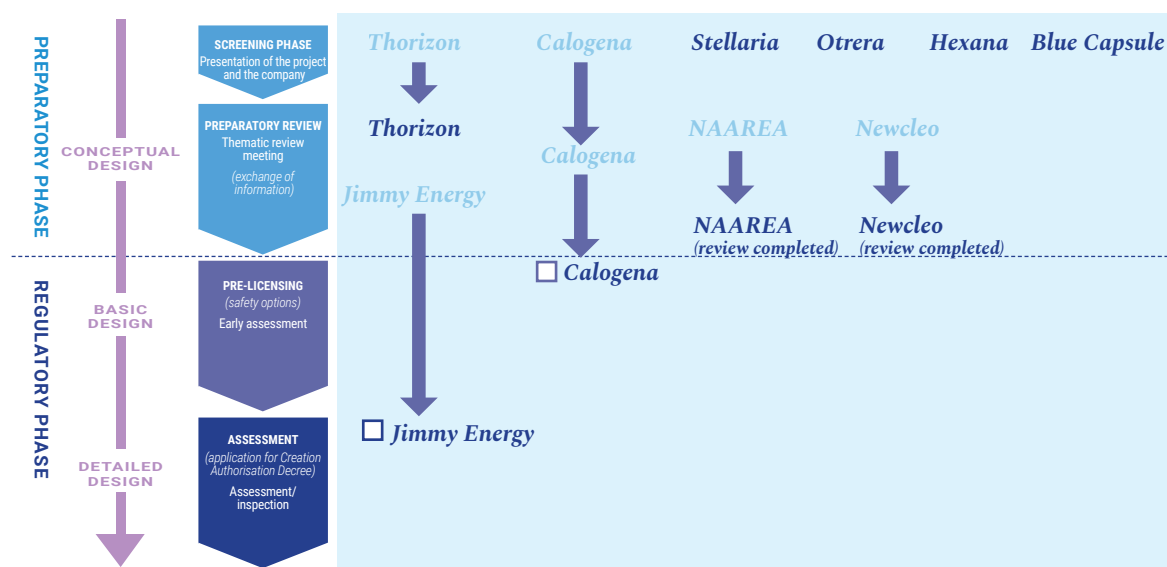 PREPARATORY PHASE
REGULATORY PHASE
CONCEPTUAL
DESIGN
BASIC
DESIGN
DETAILED
DESIGN
SCREENING PHASE
Presentation of the project
and the company
PREPARATORY REVIEW
Thematic review
meeting
(exchange of
information)
PRE-LICENSING
(safety options)
Early assessment
ASSESSMENT
(application for Creation
Authorisation Decree)
Assessment/
inspection
Thorizon
Calogena
Stellaria
Otrera
Hexana
Blue Capsule
Thorizon
Calogena
NAAREA
Newcleo
Jimmy Energy
NAAREA
(review completed)
Newcleo
(review completed)
Calogena
Jimmy Energy